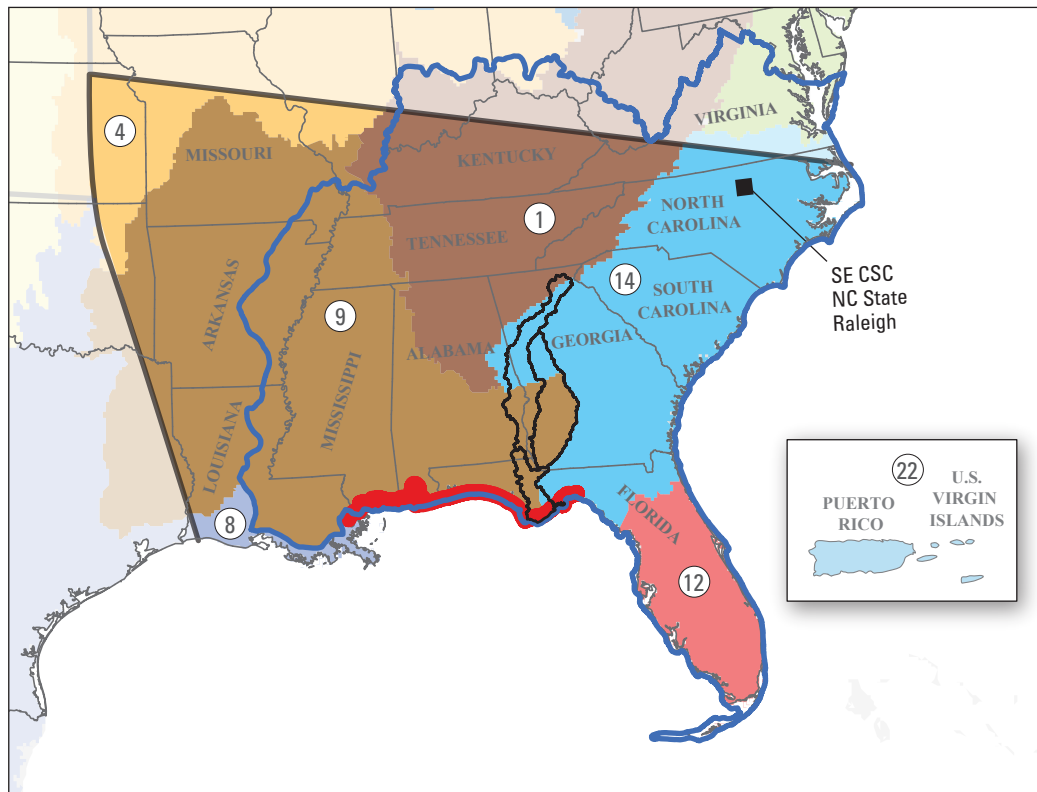 VIRGINIA
4
MISSOURI
KENTUCKY
NORTH
CAROLINA
1
TENNESSEE
SE CSC
NC State
Raleigh
14
SOUTH
CAROLINA
ARKANSAS
9
MISSISSIPPI
ALABAMA
GEORGIA
LOUISIANA
8
FLORIDA
12
22
PUERTO
RICO
U.S.
VIRGIN
ISLANDS